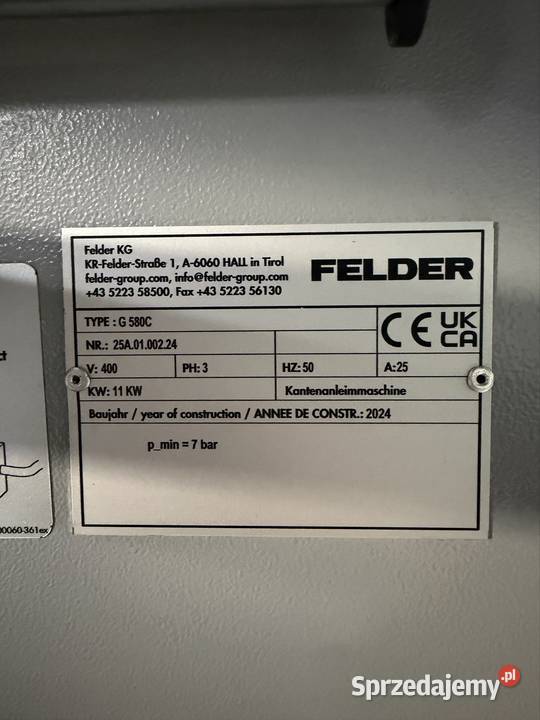 Felder KG
KR-Felder-Straße 1, A-6060 HALL in Tirol
felder-group.com, info@felder-group.com
+43 5223 58500, Fax +43 5223 56130
FELDER
TYPE : G 580C
CE UK CA
NR.: 25A.01.002.24
V: 400 PH: 3 HZ: 50 A: 25
KW: 11 KW Kantenanleimmaschine
Baujahr / year of construction / ANNEE DE CONSTR.: 2024
p_min = 7 bar
ct
00060-361ex
Sprzedajemy.pl